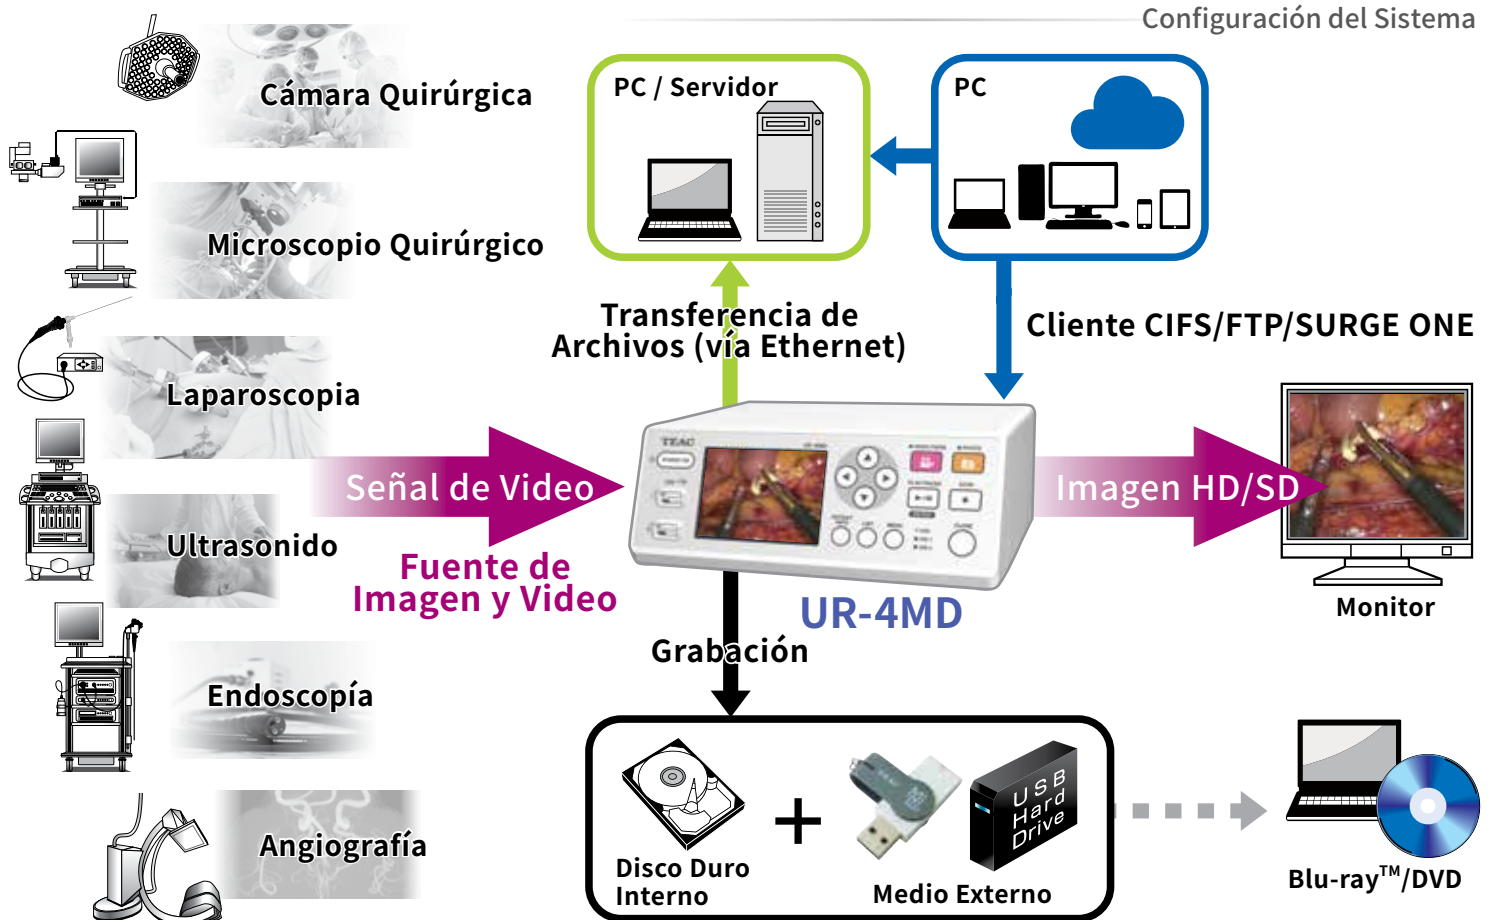 Configuración del Sistema
Cámara Quirúrgica
Microscopio Quirúrgico
Laparoscopia
Ultrasonido
Endoscopía
Angiografía
PC / Servidor
PC
Transferencia de
Archivos (vía Ethernet)
Cliente CIFS/FTP/SURGE ONE
Señal de Video
Fuente de
Imagen y Video
TEAC
UR-4MD
Imagen HD/SD
Monitor
Grabación
Disco Duro
Interno
Medio Externo
USB
Hard
Drive
Blu-ray™/DVD